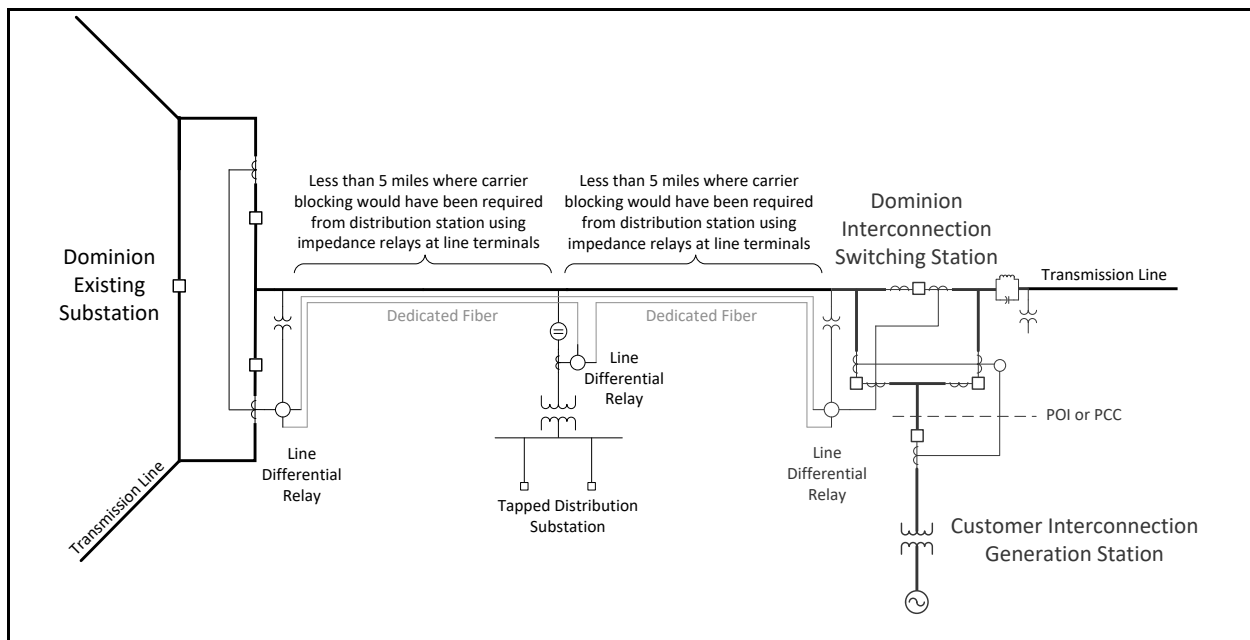 Less than 5 miles where carrier
blocking would have been required
from distribution station using
impedance relays at line terminals
Less than 5 miles where carrier
blocking would have been required
from distribution station using
impedance relays at line terminals
Dominion
Interconnection
Switching Station
Dominion
Existing
Substation
Transmission Line
Dedicated Fiber
Dedicated Fiber
Line
Differential
Relay
POI or PCC
Line
Differential
Relay
Line
Differential
Relay
Tapped Distribution
Substation
Transmission Line
Customer Interconnection
Generation Station